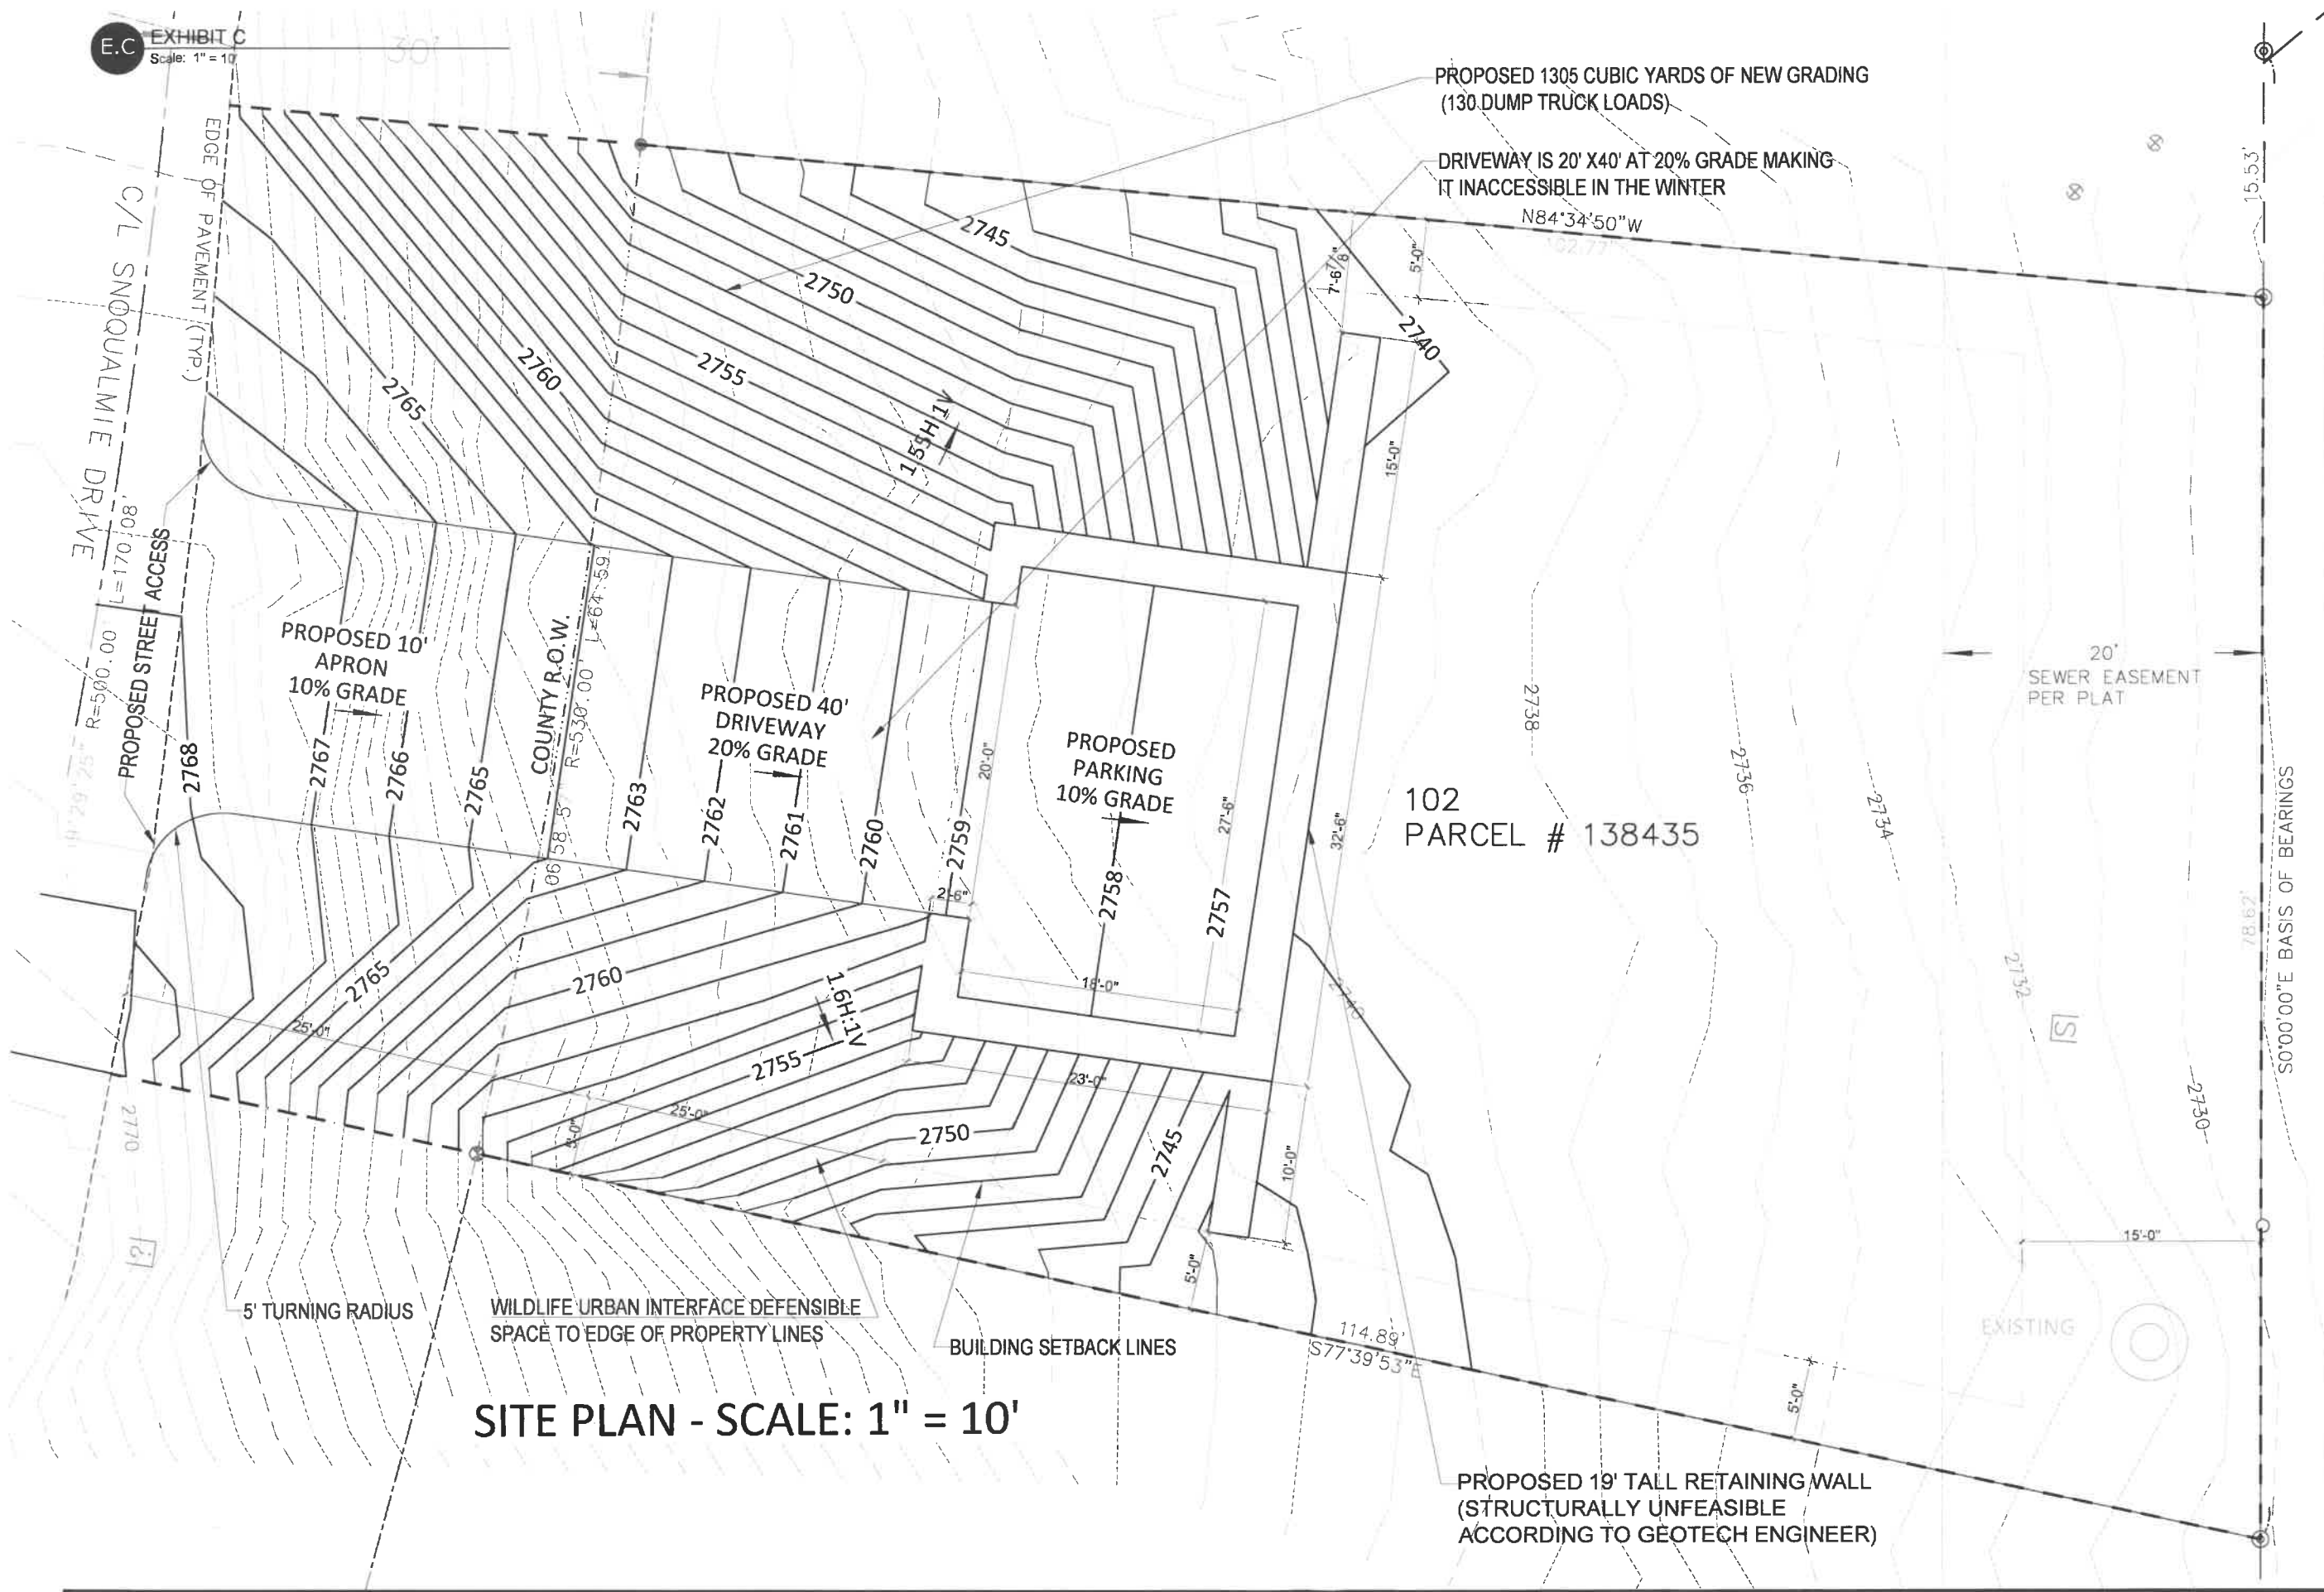 E.C
EXHIBIT C
Scale: 1" = 10'
30'
PROPOSED 1305 CUBIC YARDS OF NEW GRADING
(130 DUMP TRUCK LOADS)
DRIVEWAY IS 20' X40' AT 20% GRADE MAKING
IT INACCESSIBLE IN THE WINTER
N84°34'50"W
102.77'
15.53'
EDGE OF PAVEMENT (TYP.)
C/L SNOQUALMIE DRIVE
L=170.08'
R=500.00'
PROPOSED STREET ACCESS
2745
2750
2755
2760
2765
2740
7'-6 7/8"
5'-0"
15'-0"
1.55H:1V
PROPOSED 10'
APRON
10% GRADE
COUNTY R.O.W.
R=530.00'
L=64.59
PROPOSED 40'
DRIVEWAY
20% GRADE
PROPOSED
PARKING
10% GRADE
2768
2767
2766
2765
2763
2762
2761
2760
2759
2758
2757
20'-0"
27'-6"
32'-6"
2'-6"
18'-0"
23'-0"
102
PARCEL # 138435
2738
2736
2734
2732
2730
20'
SEWER EASEMENT
PER PLAT
S0°00'00"E BASIS OF BEARINGS
78.62'
2765
2760
2755
2750
2745
1.6H:1V
25'-0"
25'-0"
5'-0"
10'-0"
5'-0"
2770
15'-0"
EXISTING
S
5' TURNING RADIUS
WILDLIFE URBAN INTERFACE DEFENSIBLE
SPACE TO EDGE OF PROPERTY LINES
BUILDING SETBACK LINES
114.89'
S77°39'53"E
5'-0"
SITE PLAN - SCALE: 1" = 10'
PROPOSED 19' TALL RETAINING WALL
(STRUCTURALLY UNFEASIBLE
ACCORDING TO GEOTECH ENGINEER)